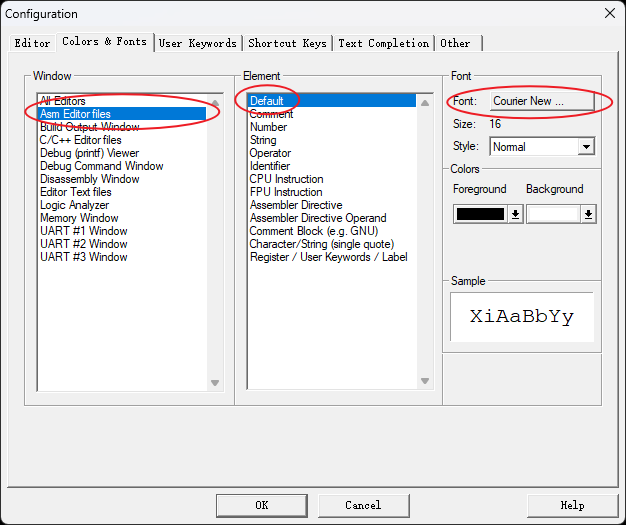 Configuration
Editor Colors & Fonts User Keywords Shortcut Keys Text Completion Other
Window
All Editors
Asm Editor files
Build Output Window
C/C++ Editor files
Debug (printf) Viewer
Debug Command Window
Disassembly Window
Editor Text files
Logic Analyzer
Memory Window
UART #1 Window
UART #2 Window
UART #3 Window
Element
Default
Comment
Number
String
Operator
Identifier
CPU Instruction
FPU Instruction
Assembler Directive
Assembler Directive Operand
Comment Block (e.g. GNU)
Character/String (single quote)
Register / User Keywords / Label
Font
Font: Courier New ...
Size: 16
Style: Normal
Colors
Foreground Background
Sample
XiAaBbYy
OK Cancel Help